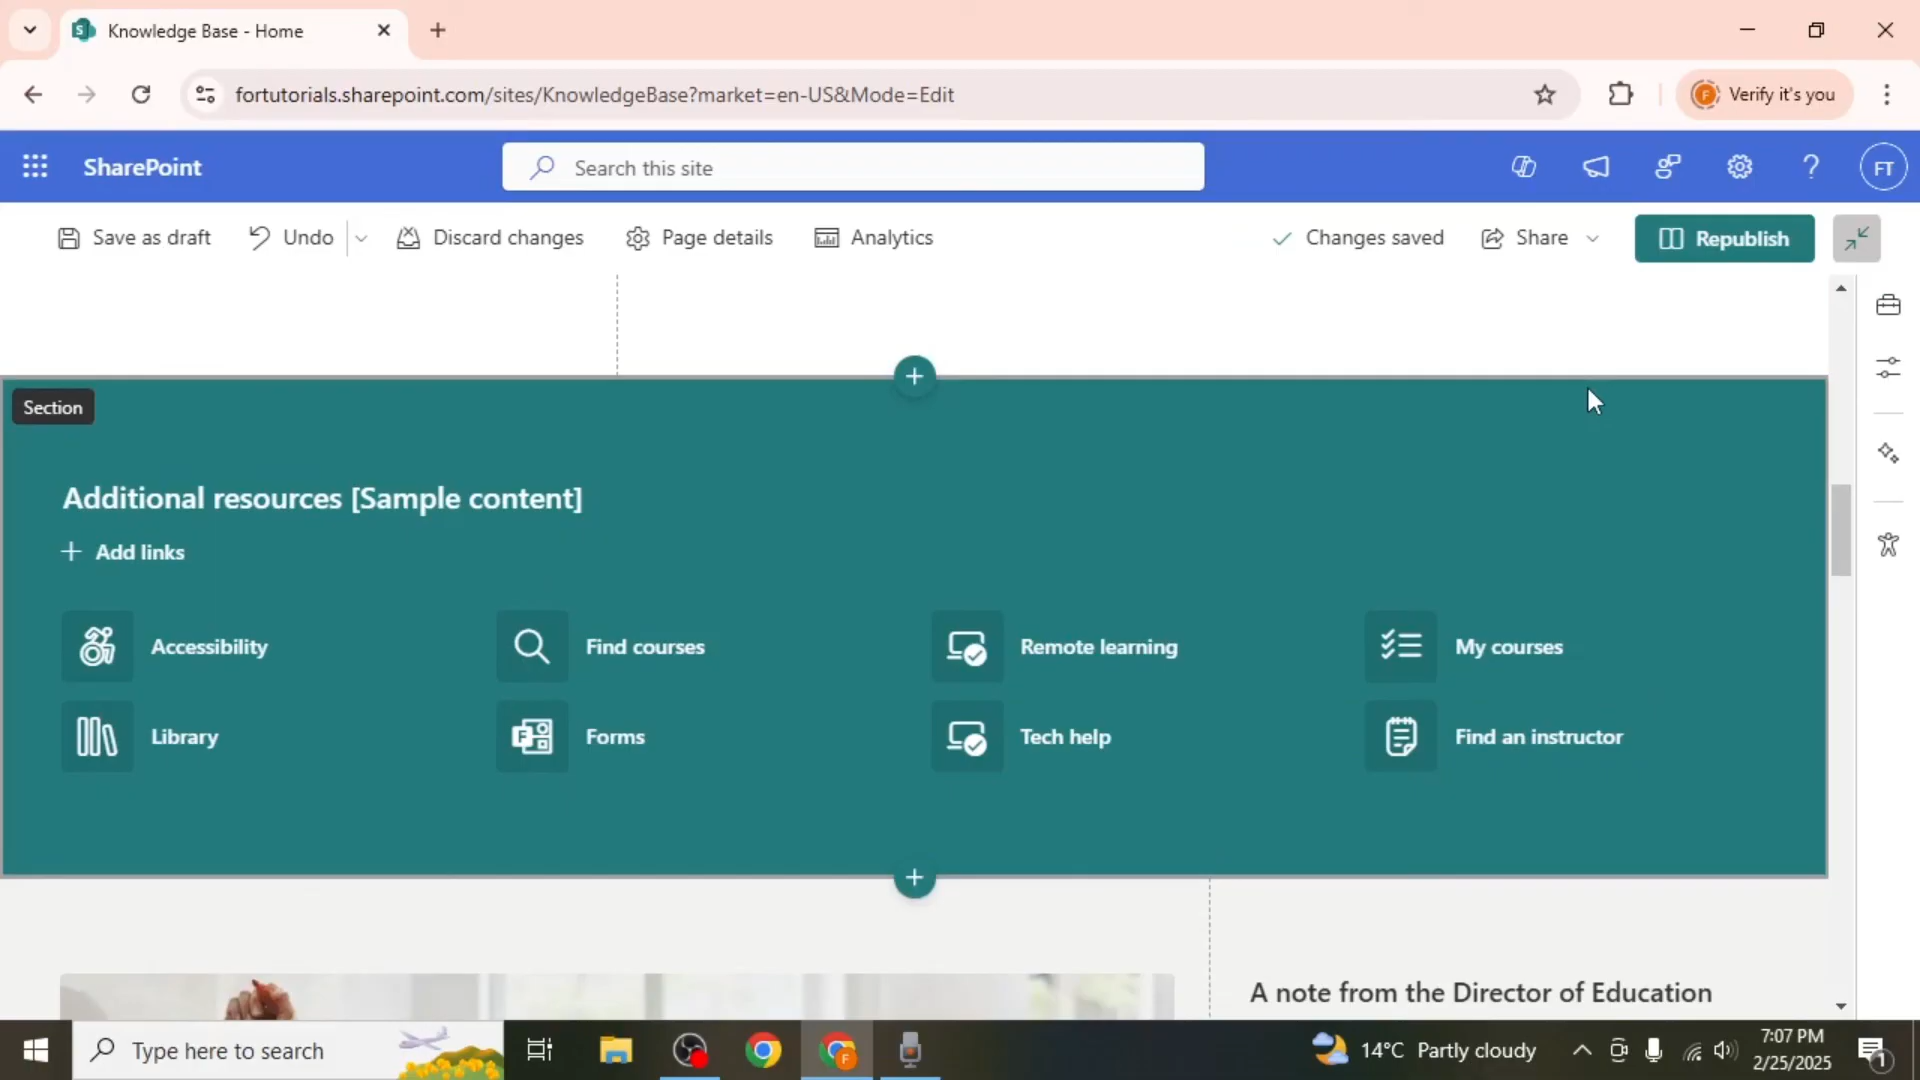 Knowledge Base - Home
fortutorials.sharepoint.com/sites/KnowledgeBase?market=en-US&Mode=Edit
Verify it's you
SharePoint
Search this site
FT
Save as draft
Undo
Discard changes
Page details
Analytics
Changes saved
Share
Republish
Section
Additional resources [Sample content]
Add links
Accessibility
Find courses
Remote learning
My courses
Library
Forms
Tech help
Find an instructor
A note from the Director of Education
Type here to search
14°C Partly cloudy
7:07 PM
2/25/2025
1